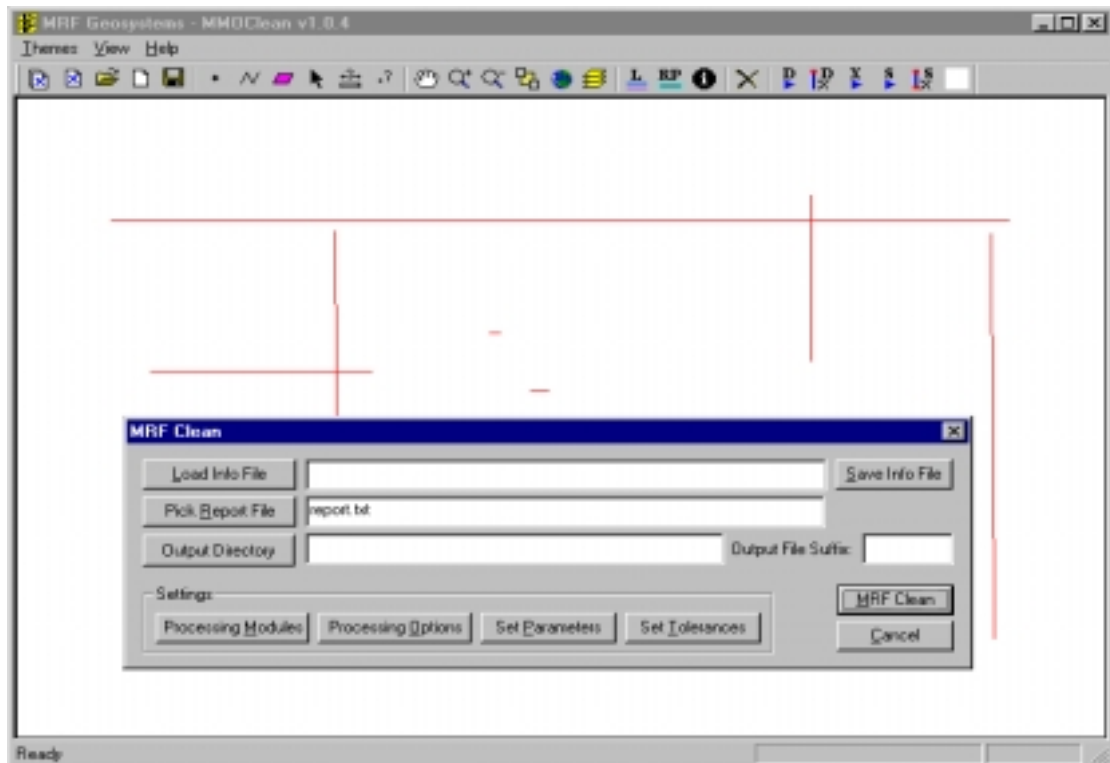 MRF Geosystems - MMOClean v1.0.4
Themes View Help
L RP D D X S S
MRF Clean
Load Info File
Save Info File
Pick Report File report.txt
Output Directory Output File Suffix:
Settings
Processing Modules Processing Options Set Parameters Set Tolerances
MRF Clean
Cancel
Ready